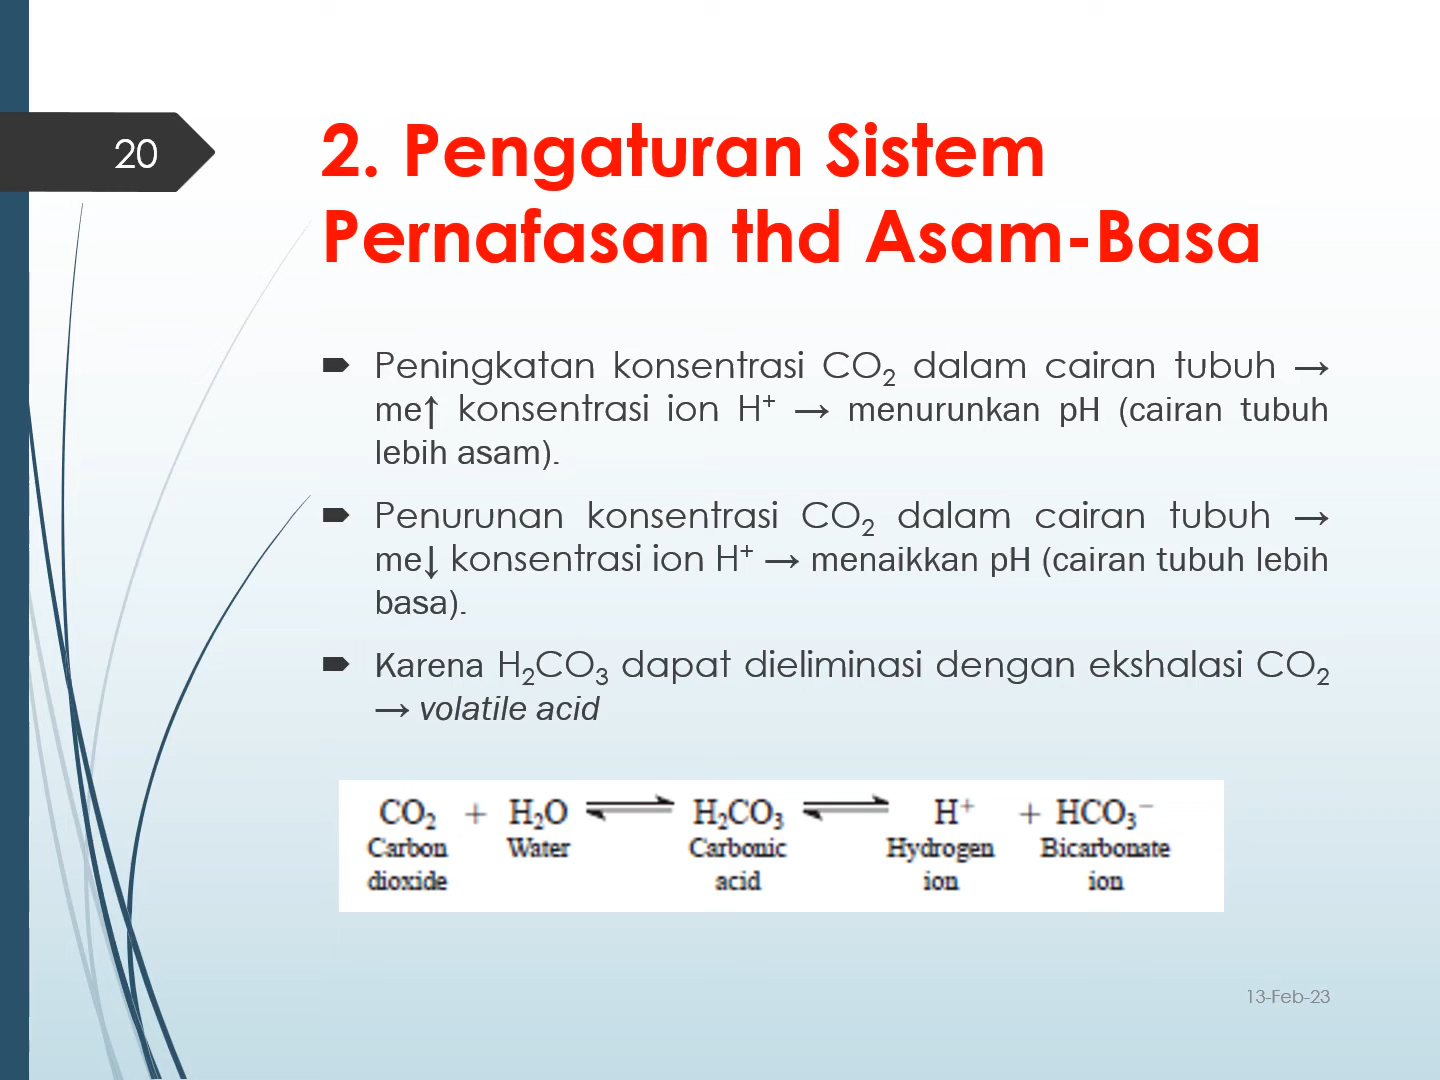 20
2. Pengaturan Sistem
Pernafasan thd Asam-Basa
Peningkatan konsentrasi CO₂ dalam cairan tubuh →
me↑ konsentrasi ion H⁺ → menurunkan pH (cairan tubuh
lebih asam).
Penurunan konsentrasi CO₂ dalam cairan tubuh →
me↓ konsentrasi ion H⁺ → menaikkan pH (cairan tubuh lebih
basa).
Karena H₂CO₃ dapat dieliminasi dengan ekshalasi CO₂
→ volatile acid
CO₂ + H₂O ⇌ H₂CO₃ ⇌ H⁺ + HCO₃⁻
Carbon Water Carbonic Hydrogen Bicarbonate
dioxide acid ion ion
13-Feb-23